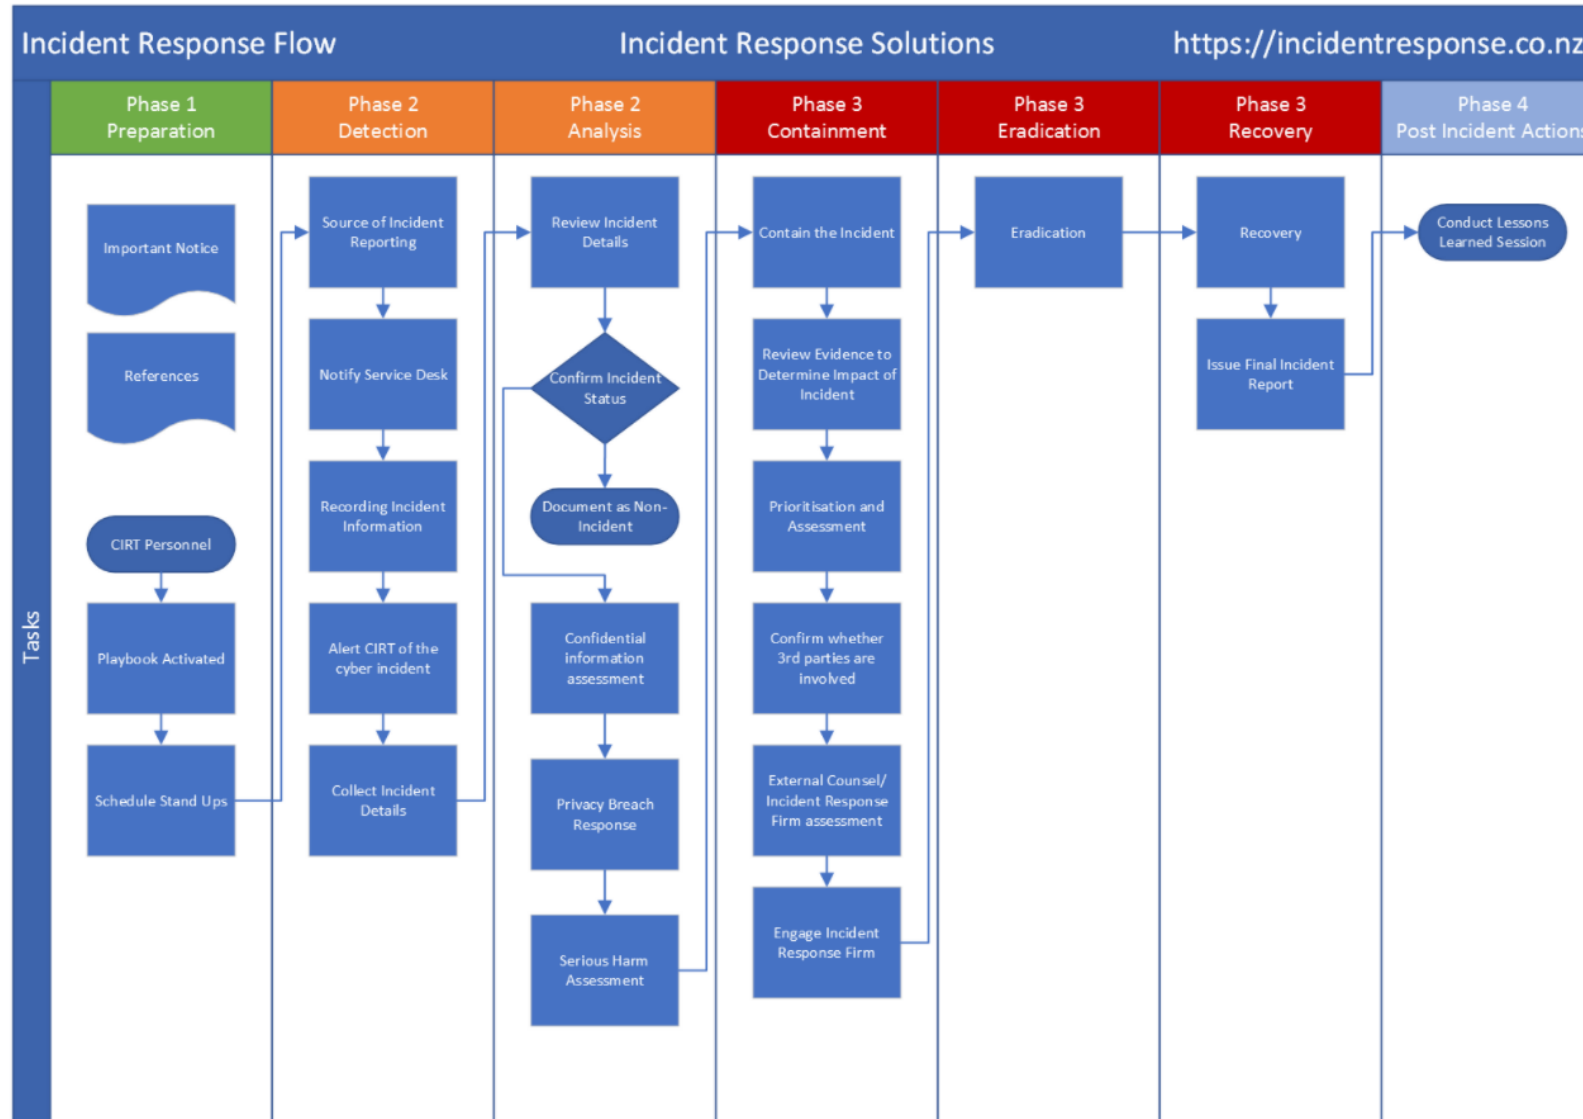 Incident Response Flow
Incident Response Solutions
https://incidentresponse.co.nz
Tasks
Phase 1
Preparation
Phase 2
Detection
Phase 2
Analysis
Phase 3
Containment
Phase 3
Eradication
Phase 3
Recovery
Phase 4
Post Incident Actions
Important Notice
References
CIRT Personnel
Playbook Activated
Schedule Stand Ups
Source of Incident
Reporting
Notify Service Desk
Recording Incident
Information
Alert CIRT of the
cyber incident
Collect Incident
Details
Review Incident
Details
Confirm Incident
Status
Document as Non-
Incident
Confidential
information
assessment
Privacy Breach
Response
Serious Harm
Assessment
Contain the Incident
Review Evidence to
Determine Impact of
Incident
Prioritisation and
Assessment
Confirm whether
3rd parties are
involved
External Counsel/
Incident Response
Firm assessment
Engage Incident
Response Firm
Eradication
Recovery
Issue Final Incident
Report
Conduct Lessons
Learned Session